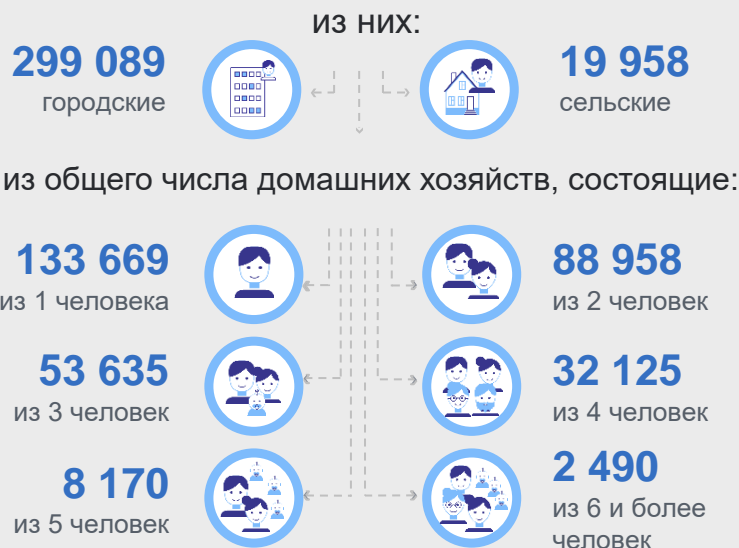 из них:
299 089
городские
19 958
сельские
из общего числа домашних хозяйств, состоящие:
133 669
из 1 человека
88 958
из 2 человек
53 635
из 3 человек
32 125
из 4 человек
8 170
из 5 человек
2 490
из 6 и более
человек